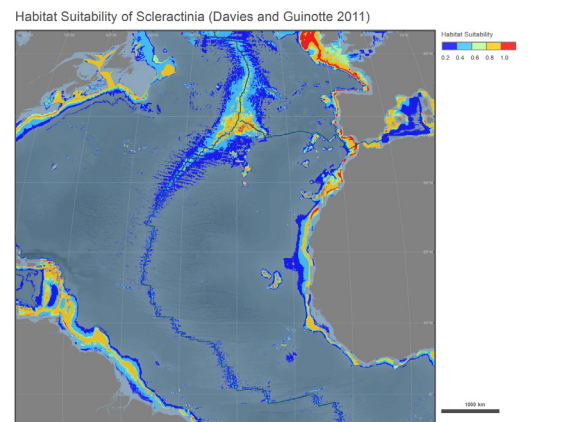 Habitat Suitability of Scleractinia (Davies and Guinotte 2011)
Habitat Suitability
0.2 0.4 0.6 0.8 1.0
1000 km